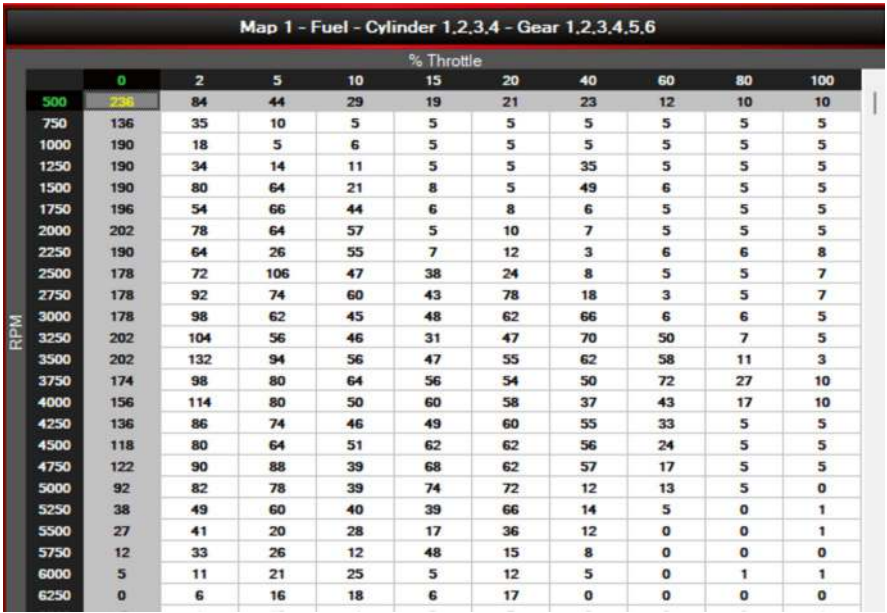 Map 1 - Fuel - Cylinder 1,2,3,4 - Gear 1,2,3,4,5,6
% Throttle
0 2 5 10 15 20 40 60 80 100
RPM
500 236 84 44 29 19 21 23 12 10 10
750 136 35 10 5 5 5 5 5 5 5
1000 190 18 5 6 5 5 5 5 5 5
1250 190 34 14 11 5 5 35 5 5 5
1500 190 80 64 21 8 5 49 6 5 5
1750 196 54 66 44 6 8 6 5 5 5
2000 202 78 64 57 5 10 7 5 5 5
2250 190 64 26 55 7 12 3 6 6 8
2500 178 72 106 47 38 24 8 5 5 7
2750 178 92 74 60 43 78 18 3 5 7
3000 178 98 62 45 48 62 66 6 6 5
3250 202 104 56 46 31 47 70 50 7 5
3500 202 132 94 56 47 55 62 58 11 3
3750 174 98 80 64 56 54 50 72 27 10
4000 156 114 80 50 60 58 37 43 17 10
4250 136 86 74 46 49 60 55 33 5 5
4500 118 80 64 51 62 62 56 24 5 5
4750 122 90 88 39 68 62 57 17 5 5
5000 92 82 78 39 74 72 12 13 5 0
5250 38 49 60 40 39 66 14 5 0 1
5500 27 41 20 28 17 36 12 0 0 1
5750 12 33 26 12 48 15 8 0 0 0
6000 5 11 21 25 5 12 5 0 1 1
6250 0 6 16 18 6 17 0 0 0 0